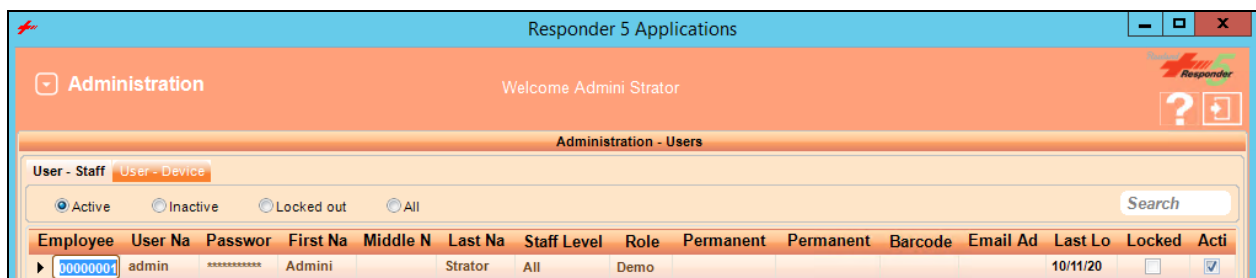 Responder 5 Applications
x
Administration
Welcome Admini Strator
5
Responder
?
Administration - Users
User - Staff User - Device
Active Inactive Locked out All Search
Employee User Na Passwor First Na Middle N Last Na Staff Level Role Permanent Permanent Barcode Email Ad Last Lo Locked Acti
00000001 admin *********** Admini Strator All Demo 10/11/20